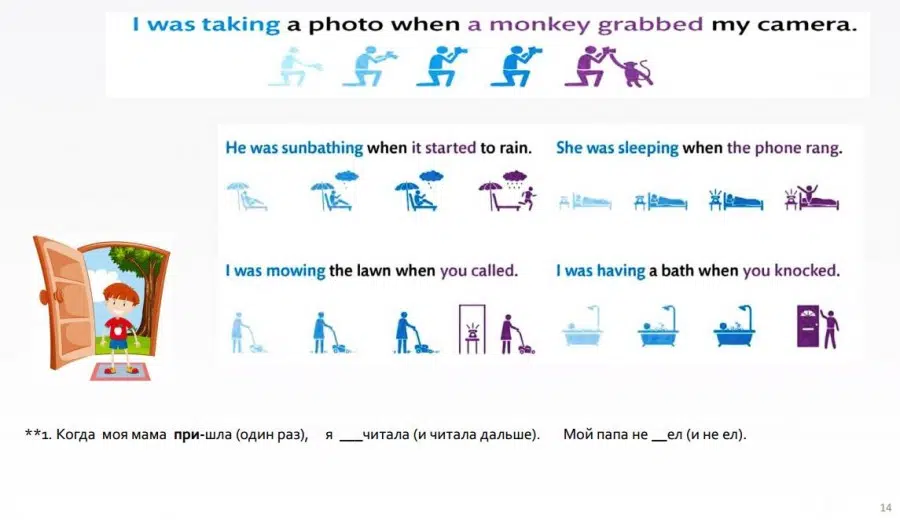 I was taking a photo when a monkey grabbed my camera.
He was sunbathing when it started to rain.
She was sleeping when the phone rang.
I was mowing the lawn when you called.
I was having a bath when you knocked.
**1. Когда моя мама при-шла (один раз), я ___читала (и читала дальше). Мой папа не __ел (и не ел).
14